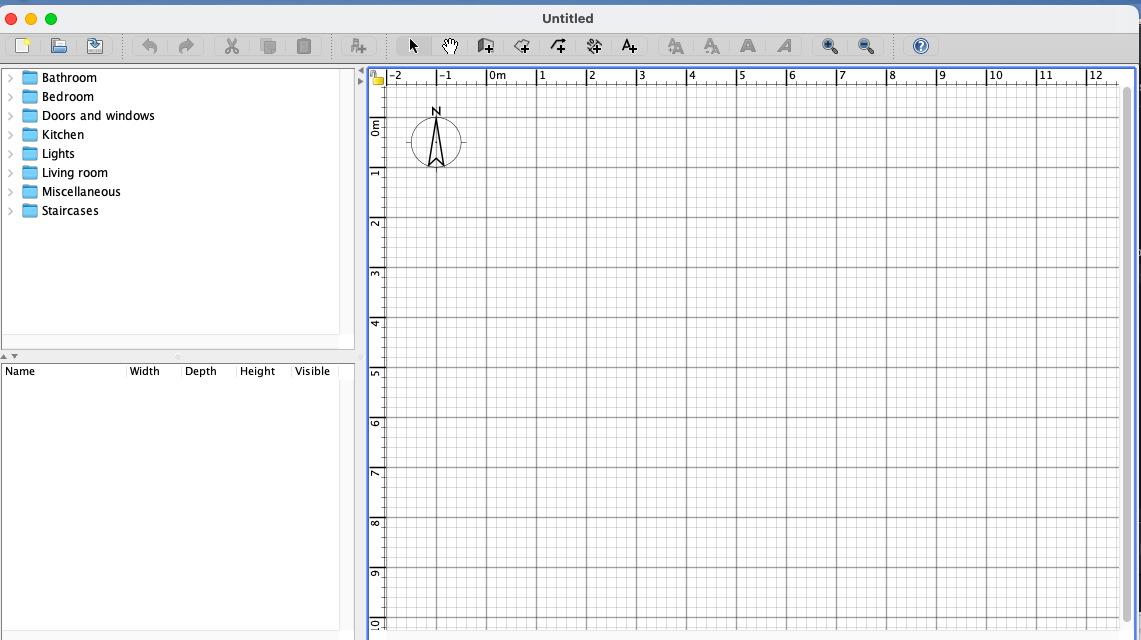 Untitled
-2 -1 0m 1 2 3 4 5 6 7 8 9 10 11 12
Bathroom
Bedroom
Doors and windows
Kitchen
Lights
Living room
Miscellaneous
Staircases
N
0m
1
2
3
4
5
6
7
8
9
10
Name Width Depth Height Visible